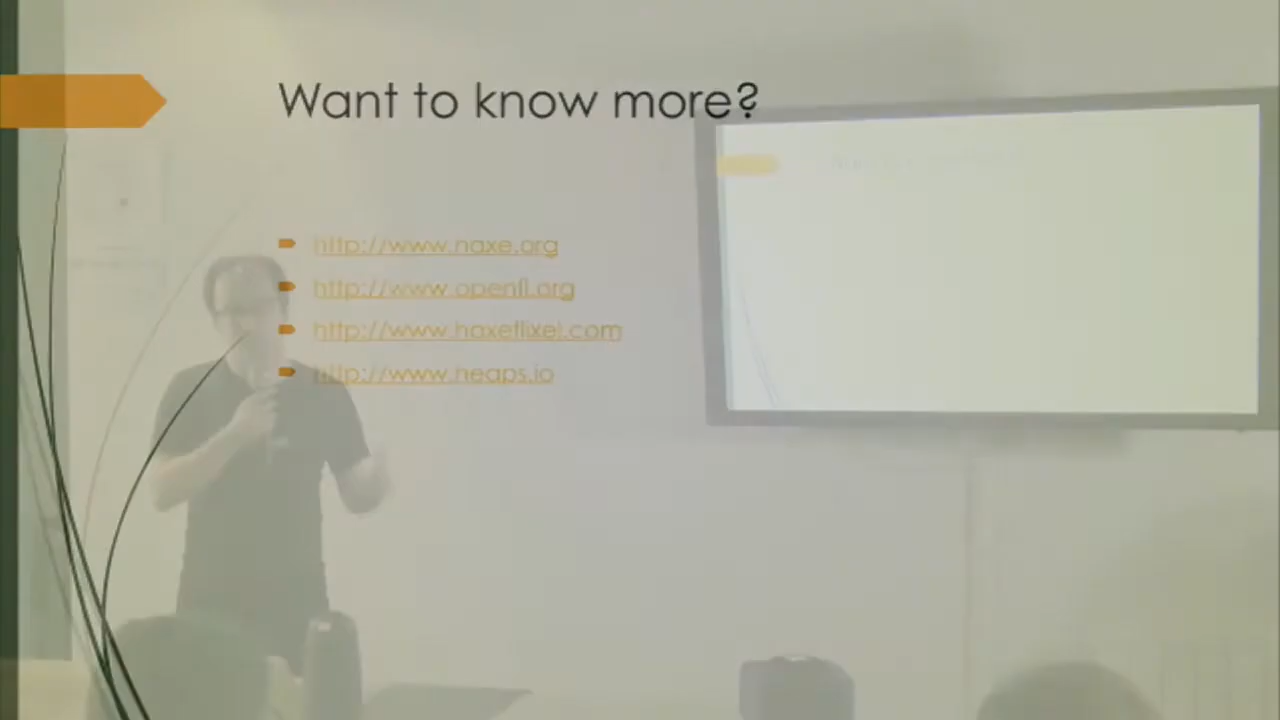 Want to know more?
http://www.haxe.org
http://www.openfl.org
http://www.haxeflixel.com
http://www.heaps.io